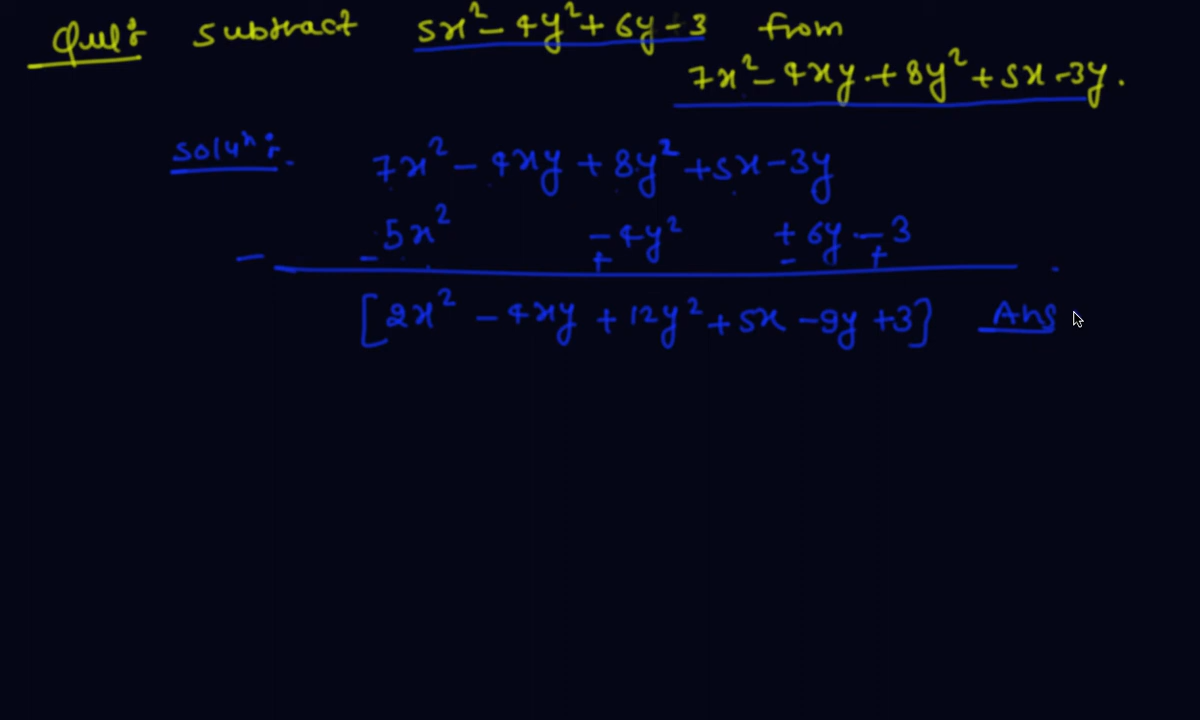 Que:- subtract 5x² - 4y² + 6y - 3 from
7x² - 4xy + 8y² + 5x - 3y.
soluⁿ:-
7x² - 4xy + 8y² + 5x - 3y
5x² - 4y² + 6y - 3
- - + - +
[2x² - 4xy + 12y² + 5x - 9y + 3] Ans